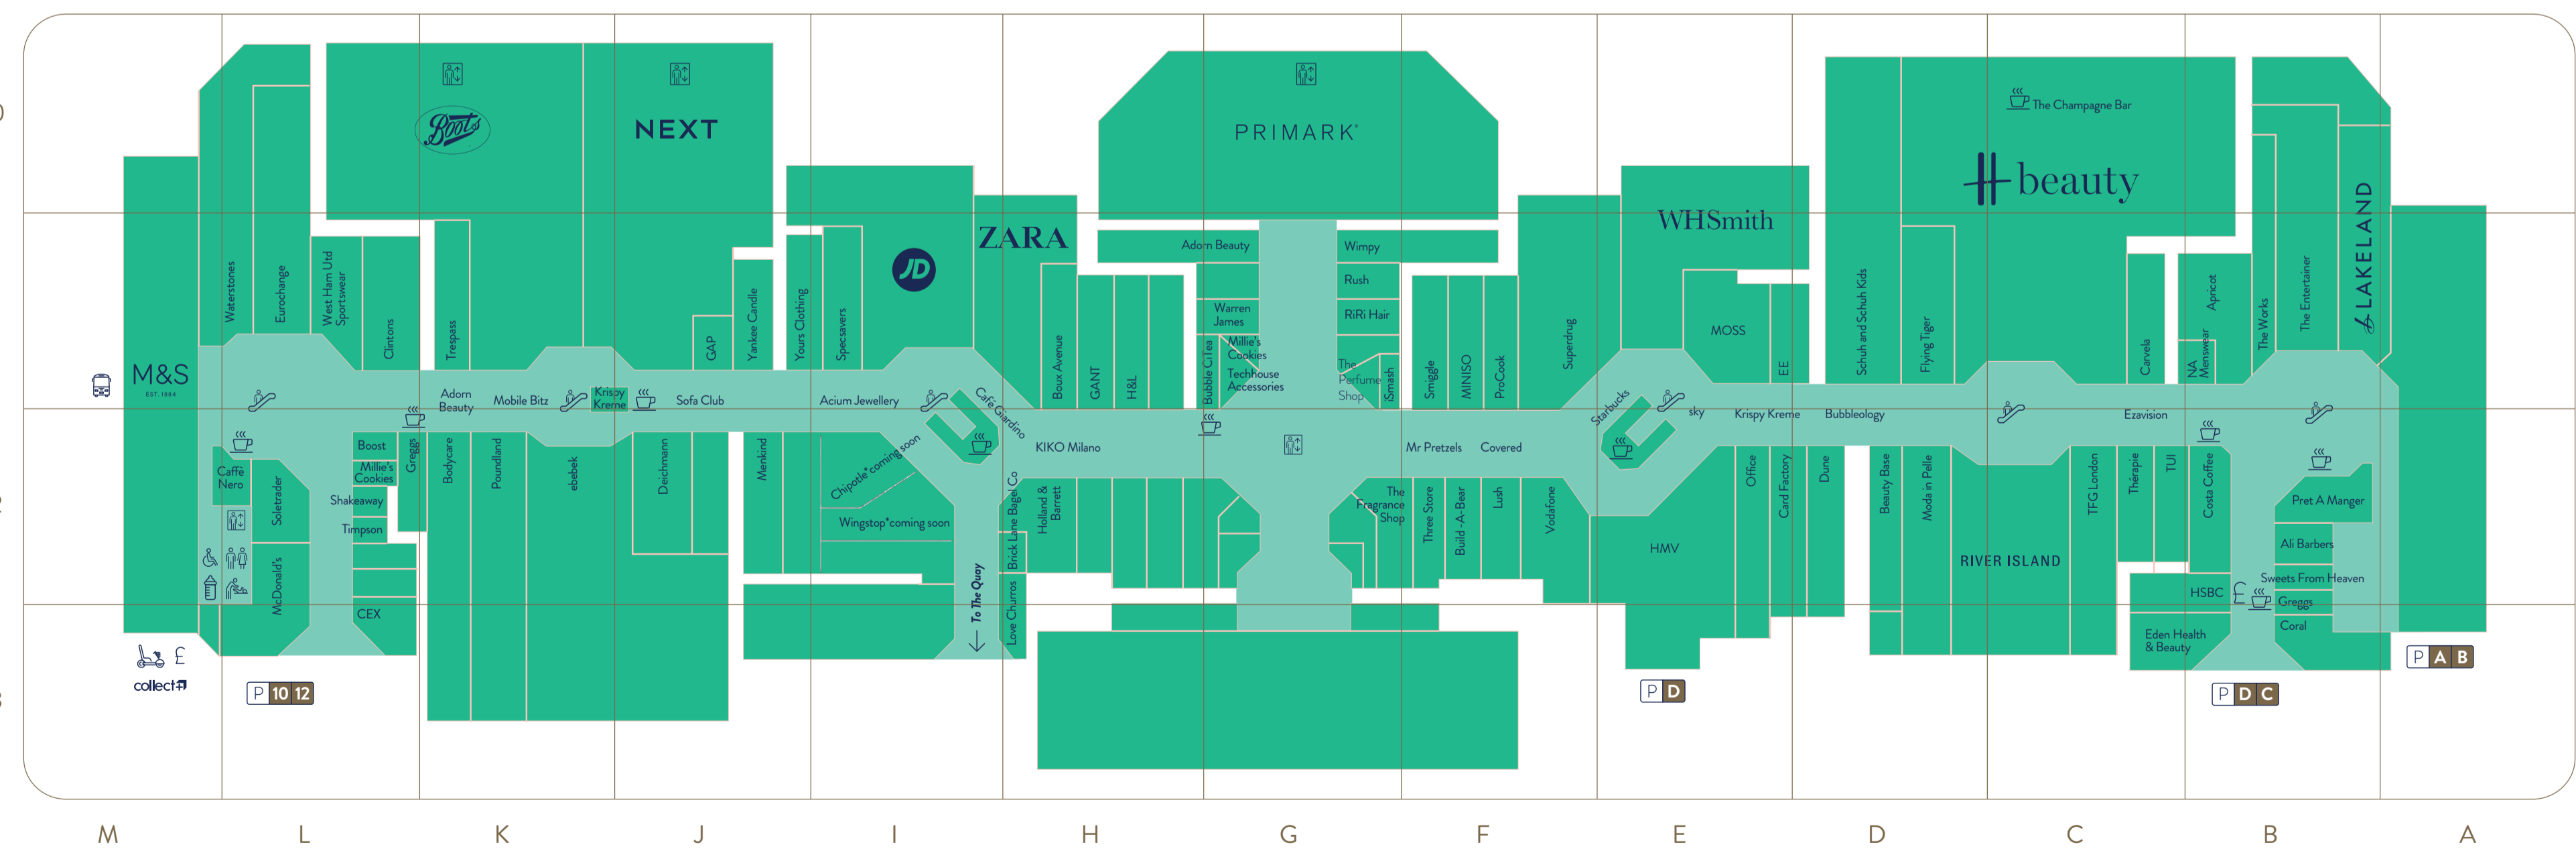 Boots
NEXT
PRIMARK
The Champagne Bar
H beauty
WHSmith
ZARA
JD
LAKELAND
M&S
EST. 1884
Waterstones
Eurochange
West Ham Utd
Sportswear
Clintons
Trespass
GAP
Yankee Candle
Yours Clothing
Specsavers
Boux Avenue
GANT
H&L
Adorn Beauty
Warren
James
Bubble CiTea
Millie's
Cookies
Techhouse
Accessories
Wimpy
Rush
RiRi Hair
The
Perfume
Shop
iSmash
Smiggle
MINISO
ProCook
Superdrug
MOSS
EE
Schuh and Schuh Kids
Flying Tiger
Carvela
Apricot
NA
Menswear
The Works
The Entertainer
Adorn
Beauty
Mobile Bitz
Krispy
Kreme
Sofa Club
Acium Jewellery
Café Giardino
KIKO Milano
Mr Pretzels
Covered
Starbucks
sky
Krispy Kreme
Bubbleology
Ezavision
Caffè
Nero
Soletrader
McDonald's
Boost
Millie's
Cookies
Shakeaway
Timpson
CEX
Greggs
Bodycare
Poundland
ebebek
Deichmann
Menkind
Chipotle*coming soon
Wingstop*coming soon
To The Quay
Brick Lane Bagel Co
Love Churros
Holland &
Barrett
The
Fragrance
Shop
Three Store
Build -A-Bear
Lush
Vodafone
HMV
Office
Card Factory
Dune
Beauty Base
Moda in Pelle
RIVER ISLAND
TFG London
Thérapie
TUI
Costa Coffee
HSBC
£
Eden Health
& Beauty
Pret A Manger
Ali Barbers
Sweets From Heaven
Greggs
Coral
£
collect+
P 10 12
P D
P D C
P A B
M L K J I H G F E D C B A